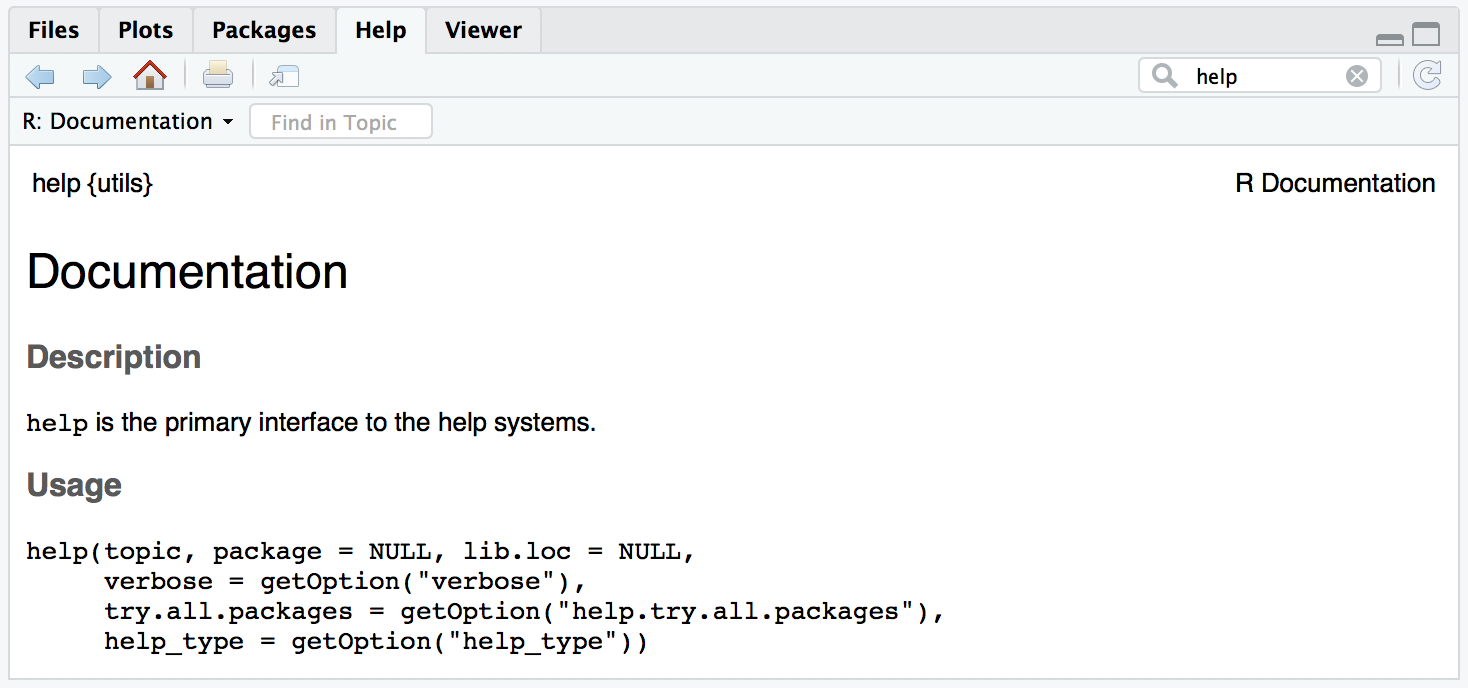 Files Plots Packages Help Viewer
help
R: Documentation Find in Topic
help {utils} R Documentation
Documentation
Description
help is the primary interface to the help systems.
Usage
help(topic, package = NULL, lib.loc = NULL,
     verbose = getOption("verbose"),
     try.all.packages = getOption("help.try.all.packages"),
     help_type = getOption("help_type"))